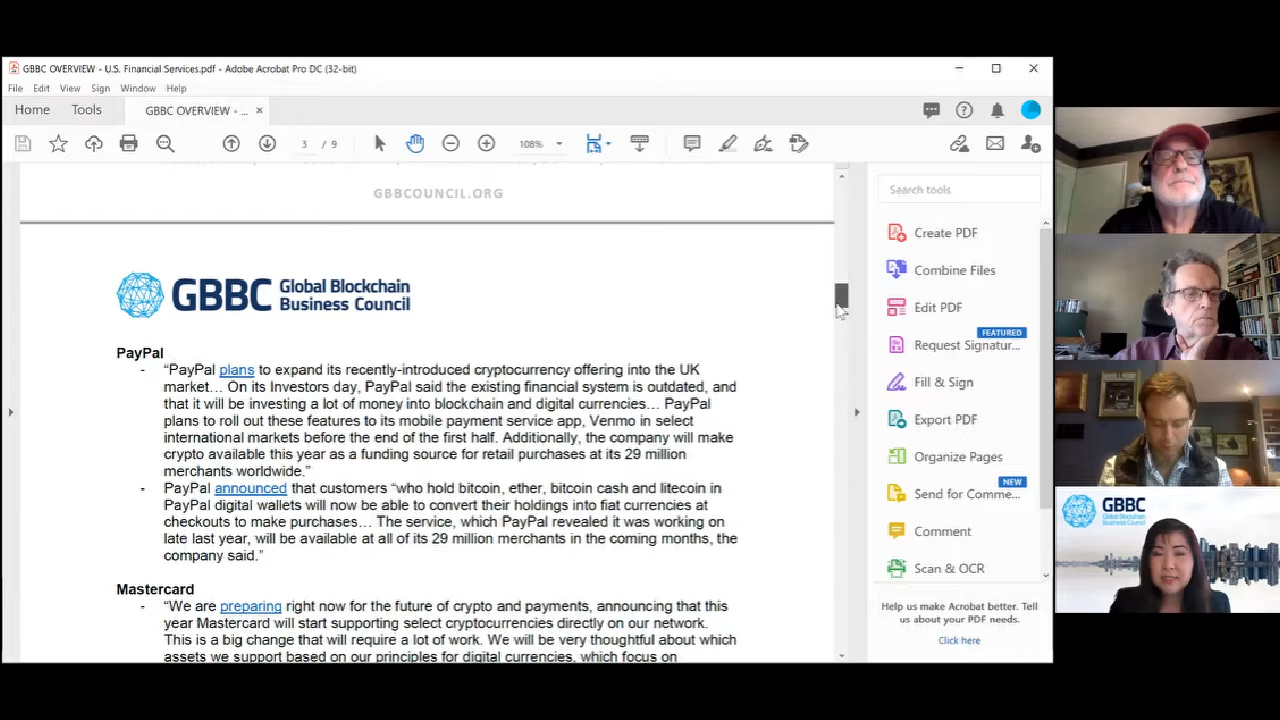 GBBC OVERVIEW - U.S. Financial Services.pdf - Adobe Acrobat Pro DC (32-bit)
File Edit View Sign Window Help
Home Tools GBBC OVERVIEW - ... ×
3 / 9 108%
GBBCOUNCIL.ORG
GBBC Global Blockchain
Business Council
PayPal
- “PayPal plans to expand its recently-introduced cryptocurrency offering into the UK
market… On its Investors day, PayPal said the existing financial system is outdated, and
that it will be investing a lot of money into blockchain and digital currencies… PayPal
plans to roll out these features to its mobile payment service app, Venmo in select
international markets before the end of the first half. Additionally, the company will make
crypto available this year as a funding source for retail purchases at its 29 million
merchants worldwide.”
- PayPal announced that customers “who hold bitcoin, ether, bitcoin cash and litecoin in
PayPal digital wallets will now be able to convert their holdings into fiat currencies at
checkouts to make purchases… The service, which PayPal revealed it was working on
late last year, will be available at all of its 29 million merchants in the coming months, the
company said.”
Mastercard
- “We are preparing right now for the future of crypto and payments, announcing that this
year Mastercard will start supporting select cryptocurrencies directly on our network.
This is a big change that will require a lot of work. We will be very thoughtful about which
assets we support based on our principles for digital currencies, which focus on
Search tools
Create PDF
Combine Files
Edit PDF
FEATURED
Request Signatur...
Fill & Sign
Export PDF
Organize Pages
NEW
Send for Comme...
Comment
Scan & OCR
Help us make Acrobat better. Tell
us about your PDF needs.
Click here
GBBC
Global Blockchain
Business Council